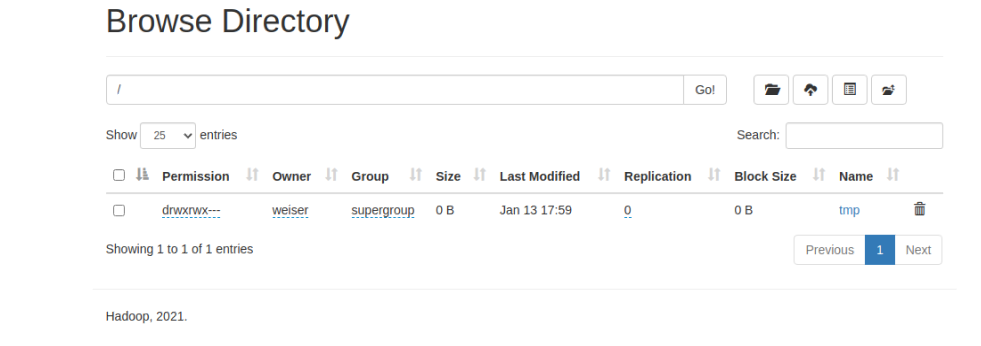 Browse Directory
/ Go!
Show 25 entries Search:
Permission Owner Group Size Last Modified Replication Block Size Name
drwxrwx--- weiser supergroup 0 B Jan 13 17:59 0 0 B tmp
Showing 1 to 1 of 1 entries Previous 1 Next
Hadoop, 2021.